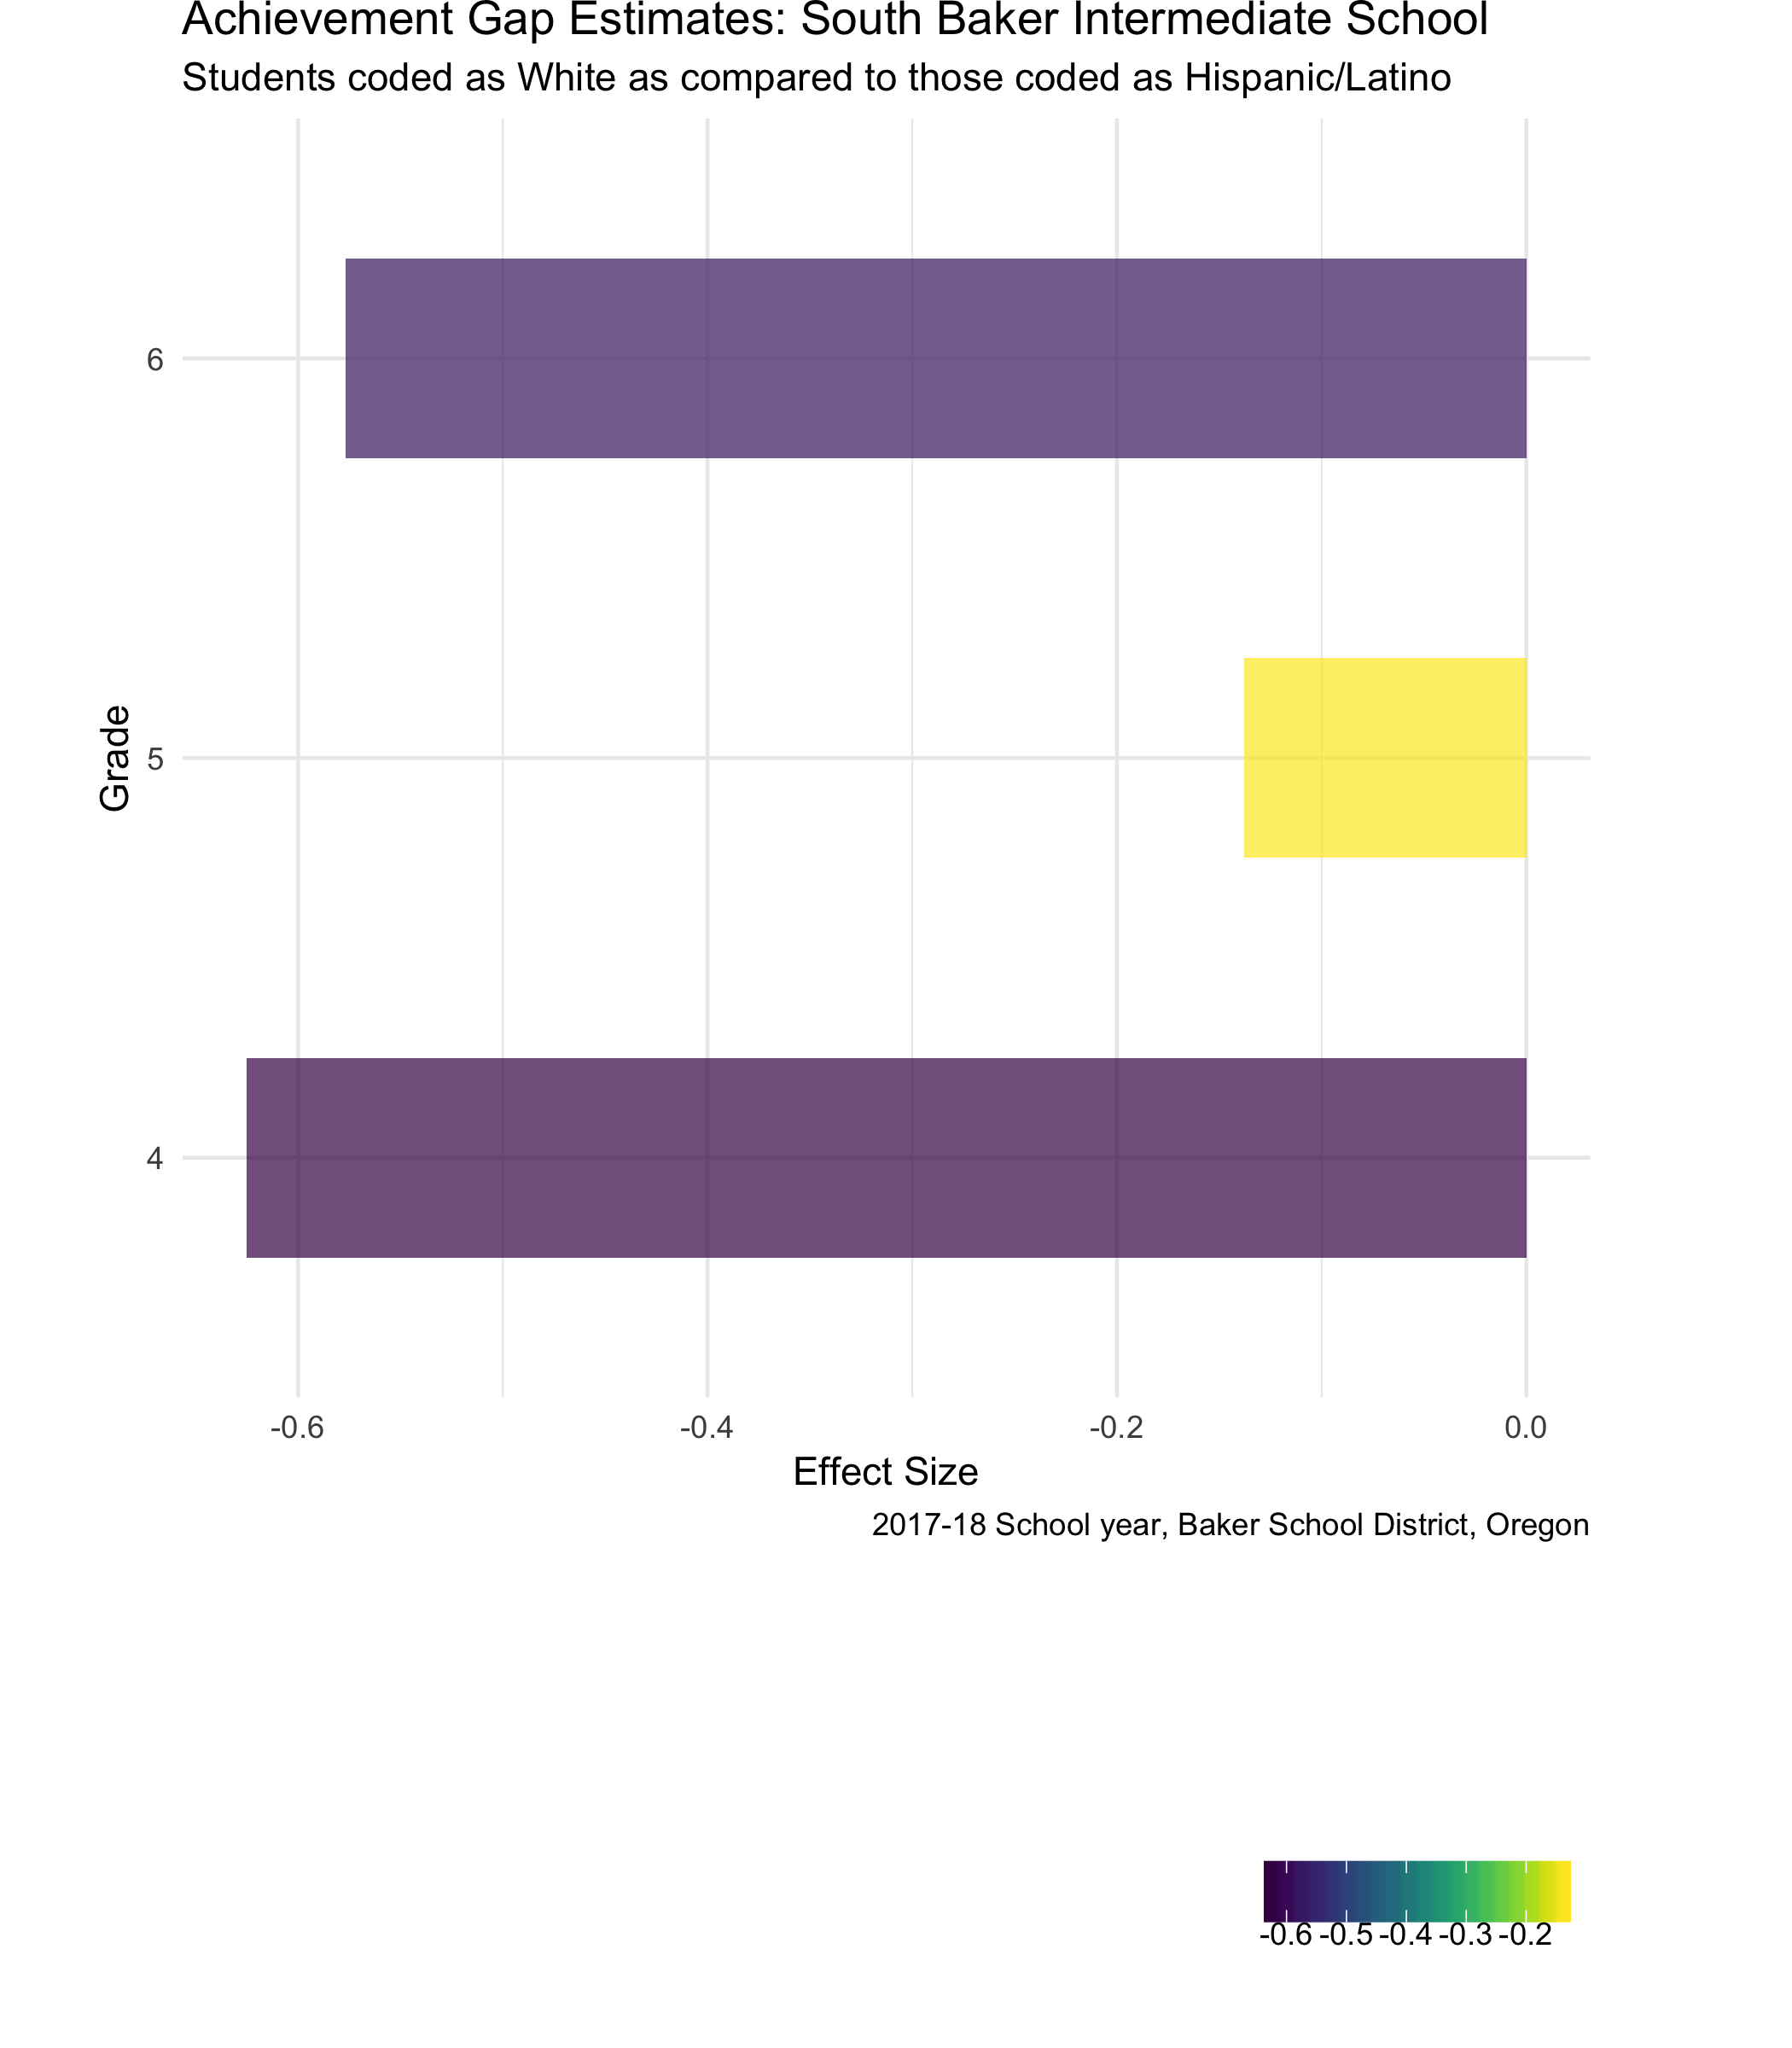 Achievement Gap Estimates: South Baker Intermediate School
Students coded as White as compared to those coded as Hispanic/Latino
6
5
4
Grade
-0.6 -0.4 -0.2 0.0
Effect Size
2017-18 School year, Baker School District, Oregon
-0.6 -0.5 -0.4 -0.3 -0.2